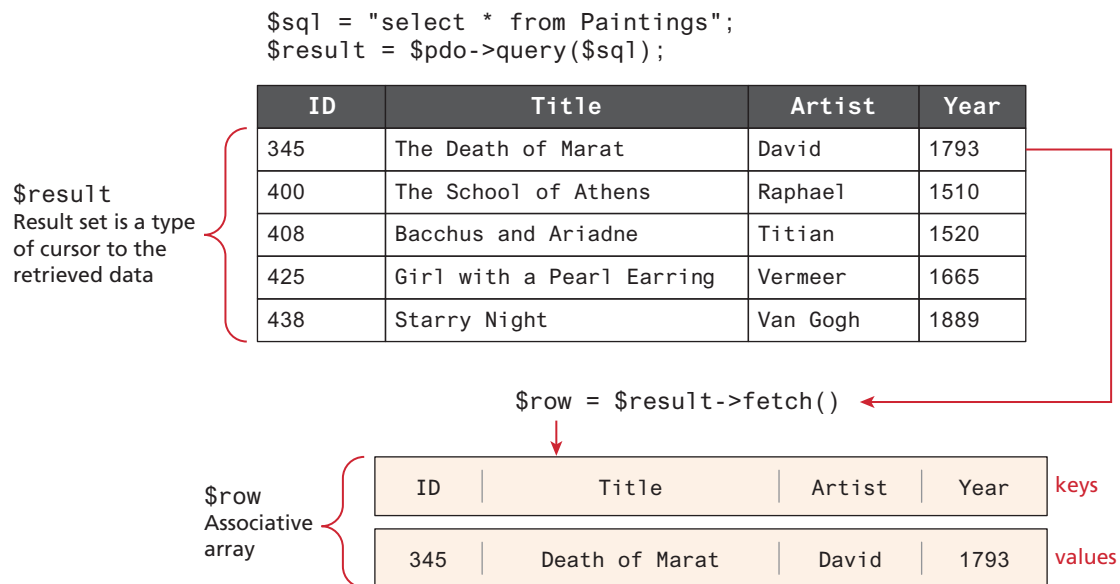 $sql = "select * from Paintings";
$result = $pdo->query($sql);
ID Title Artist Year
345 The Death of Marat David 1793
400 The School of Athens Raphael 1510
408 Bacchus and Ariadne Titian 1520
425 Girl with a Pearl Earring Vermeer 1665
438 Starry Night Van Gogh 1889
$result
Result set is a type
of cursor to the
retrieved data
$row = $result->fetch()
$row
Associative
array
ID Title Artist Year keys
345 Death of Marat David 1793 values